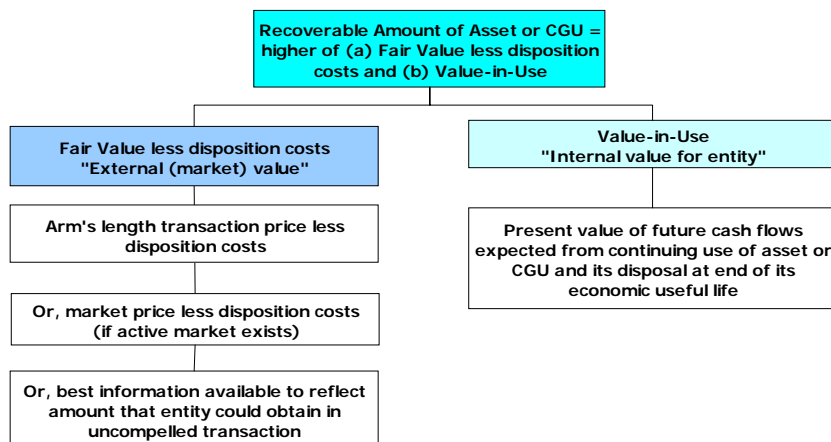 Recoverable Amount of Asset or CGU =
higher of (a) Fair Value less disposition
costs and (b) Value-in-Use
Fair Value less disposition costs
"External (market) value"
Arm's length transaction price less
disposition costs
Or, market price less disposition costs
(if active market exists)
Or, best information available to reflect
amount that entity could obtain in
uncompelled transaction
Value-in-Use
"Internal value for entity"
Present value of future cash flows
expected from continuing use of asset or
CGU and its disposal at end of its
economic useful life